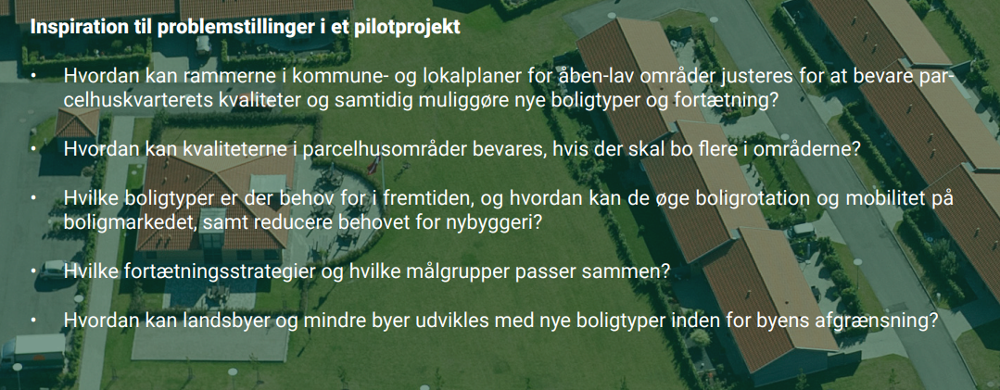 Inspiration til problemstillinger i et pilotprojekt
• Hvordan kan rammerne i kommune- og lokalplaner for åben-lav områder justeres for at bevare par-
celhuskvarterets kvaliteter og samtidig muliggøre nye boligtyper og fortætning?
• Hvordan kan kvaliteterne i parcelhusområder bevares, hvis der skal bo flere i områderne?
• Hvilke boligtyper er der behov for i fremtiden, og hvordan kan de øge boligrotation og mobilitet på
boligmarkedet, samt reducere behovet for nybyggeri?
• Hvilke fortætningsstrategier og hvilke målgrupper passer sammen?
• Hvordan kan landsbyer og mindre byer udvikles med nye boligtyper inden for byens afgrænsning?